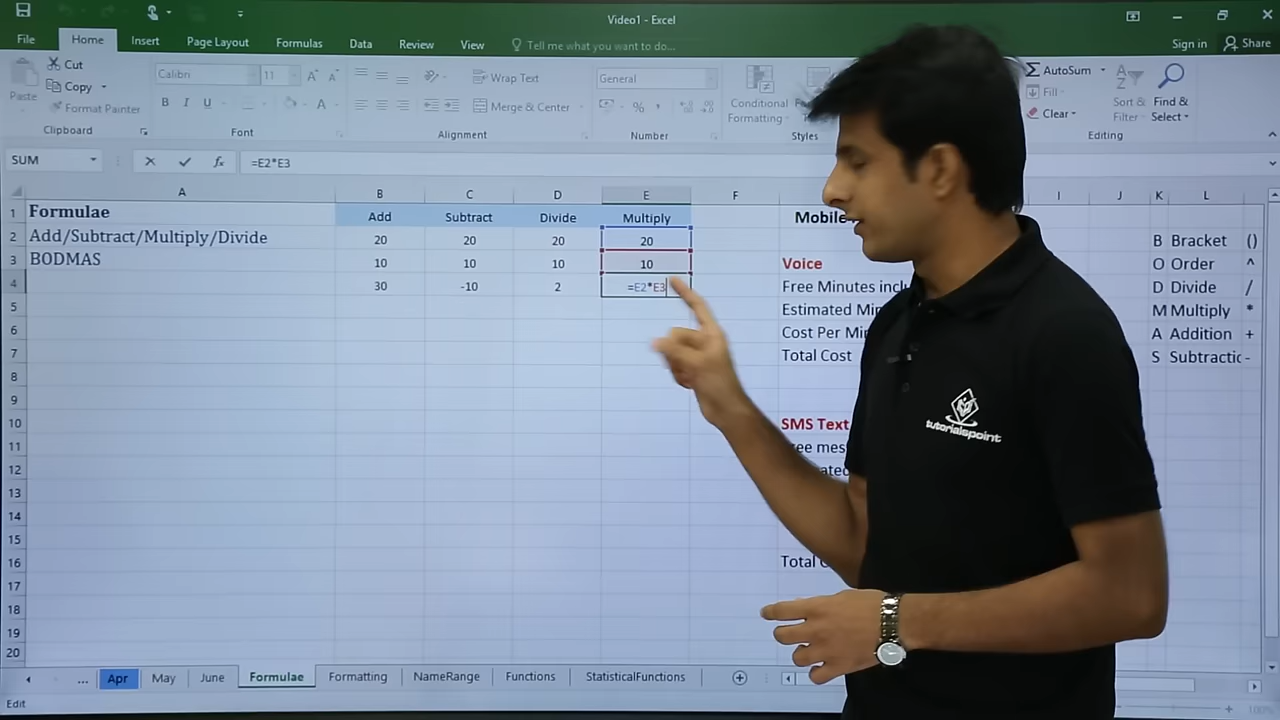 Video1 - Excel
File Home Insert Page Layout Formulas Data Review View Tell me what you want to do... Sign in Share
Cut
Copy
Format Painter
Paste
Clipboard
Calibri 11
B I U
Font
Wrap Text
Merge & Center
Alignment
General
%
Number
Conditional
Formatting
Styles
AutoSum
Fill
Clear
Sort &
Filter
Find &
Select
Editing
SUM fx =E2*E3
A B C D E F I J K L
1 Formulae Add Subtract Divide Multiply Mobile
2 Add/Subtract/Multiply/Divide 20 20 20 20 B Bracket ()
3 BODMAS 10 10 10 10 Voice O Order ^
4 30 -10 2 =E2*E3 Free Minutes D Divide /
5 Estimated M Multiply *
6 Cost Per A Addition +
7 Total Cost S Subtractic -
8
9
10 SMS Text
11
12
13
14
15
16 Total
17
18
19
20
tutorialspoint
... Apr May June Formulae Formatting NameRange Functions StatisticalFunctions
Edit 100%